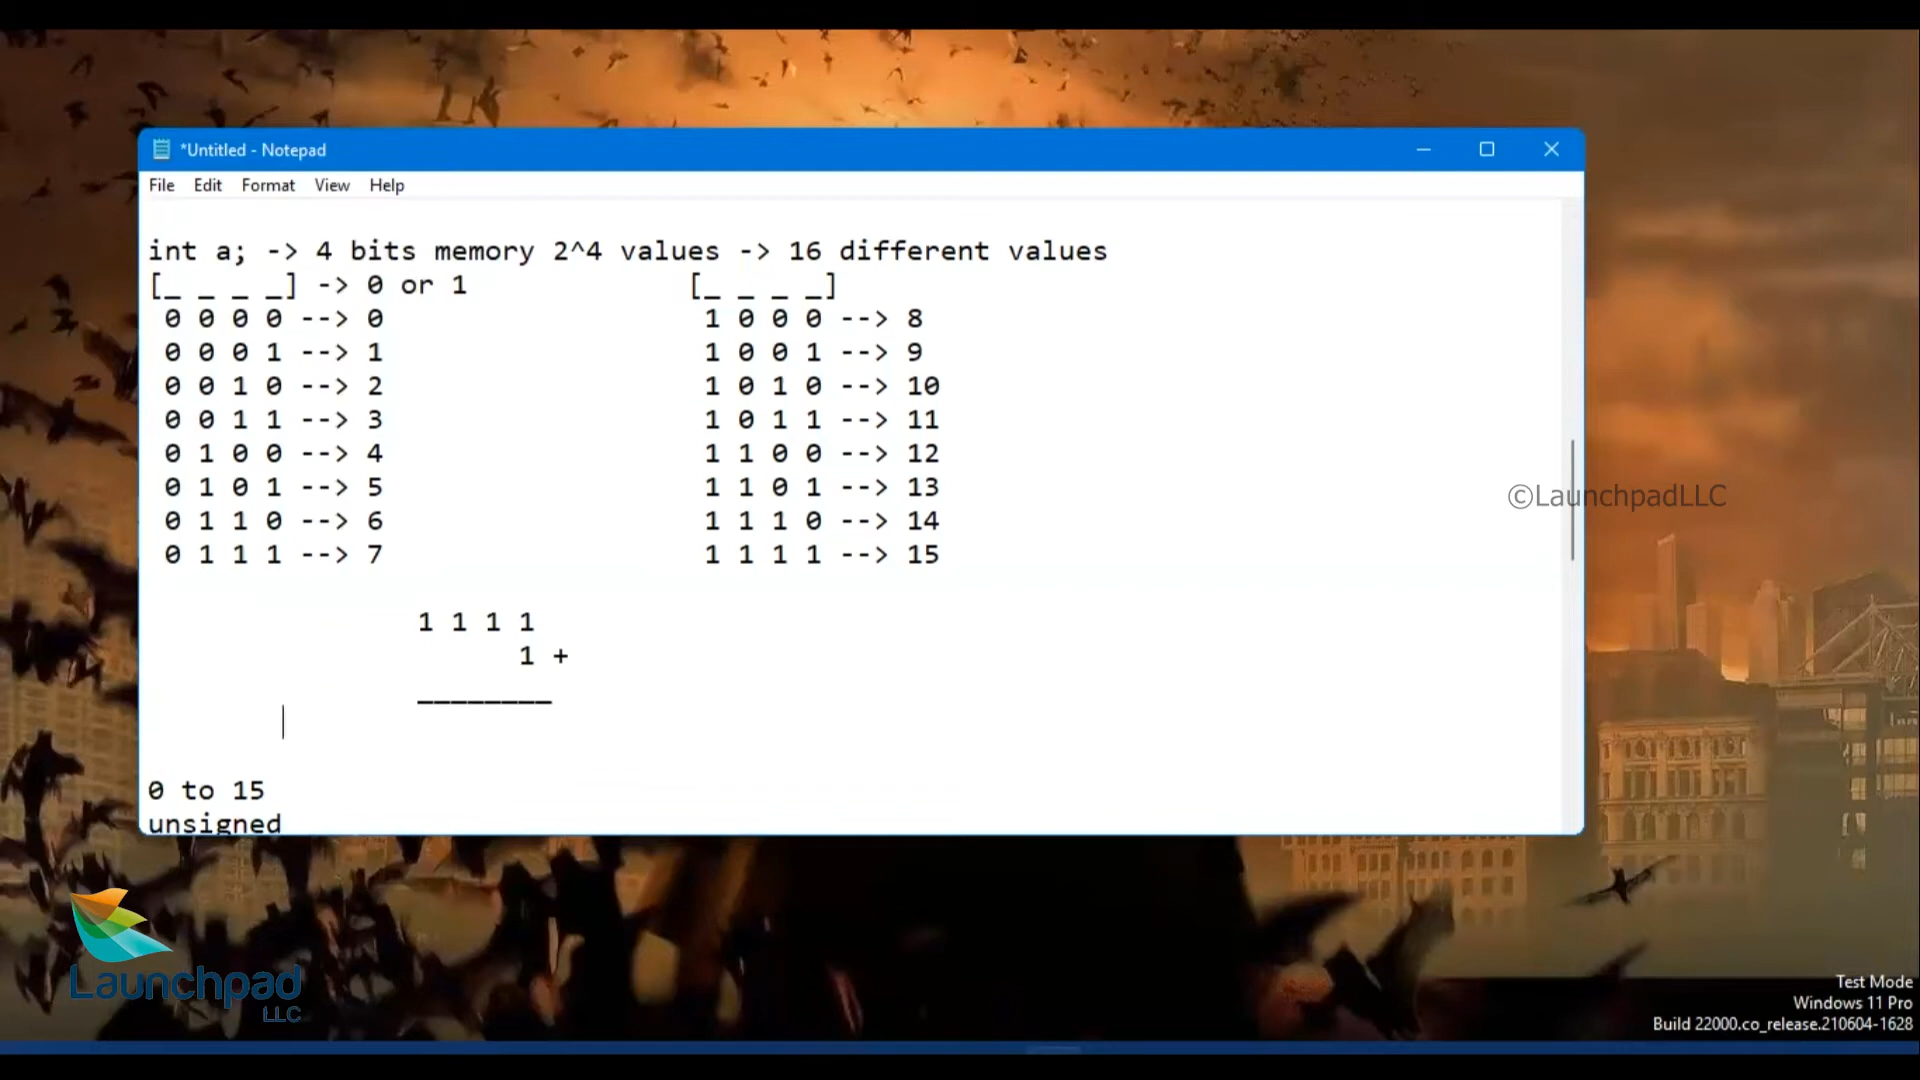 *Untitled - Notepad
File Edit Format View Help
int a; -> 4 bits memory 2^4 values -> 16 different values
[_ _ _ _] -> 0 or 1 [_ _ _ _]
0 0 0 0 --> 0 1 0 0 0 --> 8
0 0 0 1 --> 1 1 0 0 1 --> 9
0 0 1 0 --> 2 1 0 1 0 --> 10
0 0 1 1 --> 3 1 0 1 1 --> 11
0 1 0 0 --> 4 1 1 0 0 --> 12
0 1 0 1 --> 5 1 1 0 1 --> 13
0 1 1 0 --> 6 1 1 1 0 --> 14
0 1 1 1 --> 7 1 1 1 1 --> 15
1 1 1 1
1 +
________
0 to 15
unsigned
©LaunchpadLLC
Launchpad
LLC
Test Mode
Windows 11 Pro
Build 22000.co_release.210604-1628